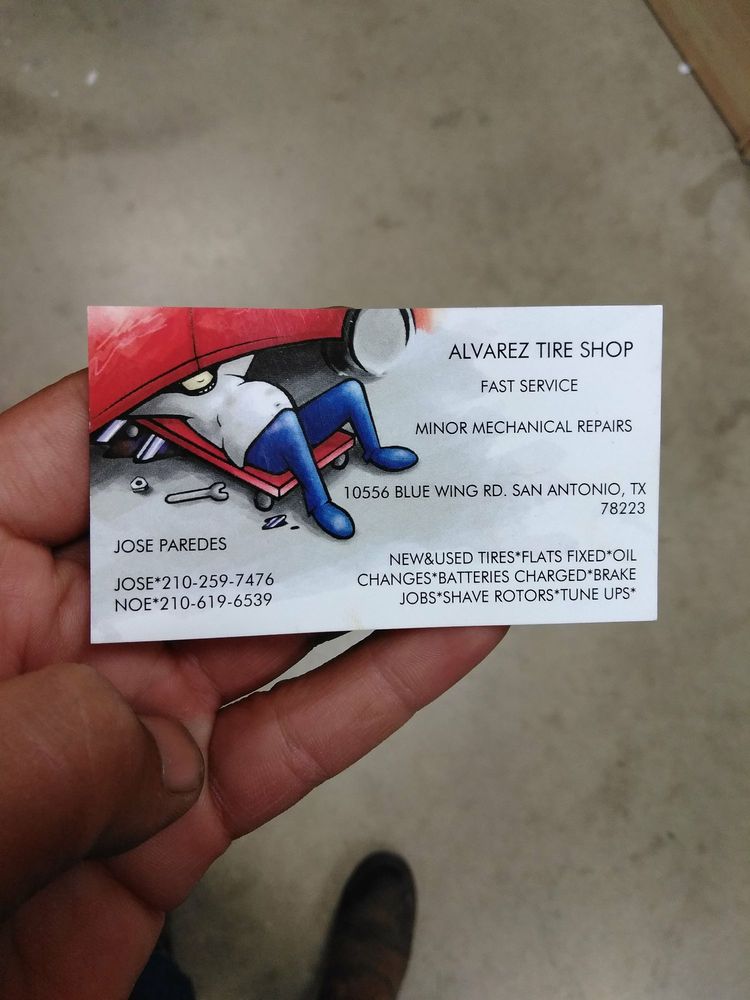 ALVAREZ TIRE SHOP
FAST SERVICE
MINOR MECHANICAL REPAIRS
10556 BLUE WING RD. SAN ANTONIO, TX
78223
JOSE PAREDES
JOSE*210-259-7476
NOE*210-619-6539
NEW&USED TIRES*FLATS FIXED*OIL
CHANGES*BATTERIES CHARGED*BRAKE
JOBS*SHAVE ROTORS*TUNE UPS*